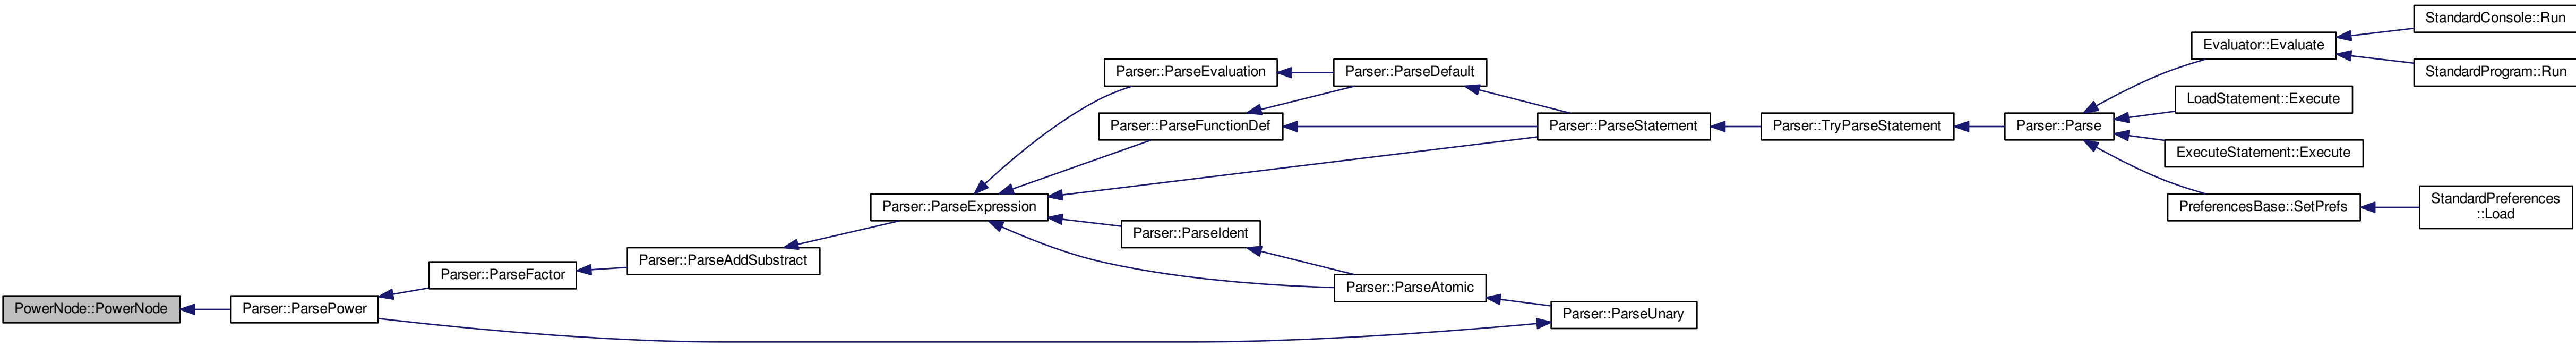 PowerNode::PowerNode
Parser::ParsePower
Parser::ParseFactor
Parser::ParseAddSubstract
Parser::ParseExpression
Parser::ParseEvaluation
Parser::ParseFunctionDef
Parser::ParseIdent
Parser::ParseDefault
Parser::ParseAtomic
Parser::ParseStatement
Parser::ParseUnary
Parser::TryParseStatement
Parser::Parse
Evaluator::Evaluate
LoadStatement::Execute
ExecuteStatement::Execute
PreferencesBase::SetPrefs
StandardConsole::Run
StandardProgram::Run
StandardPreferences
::Load